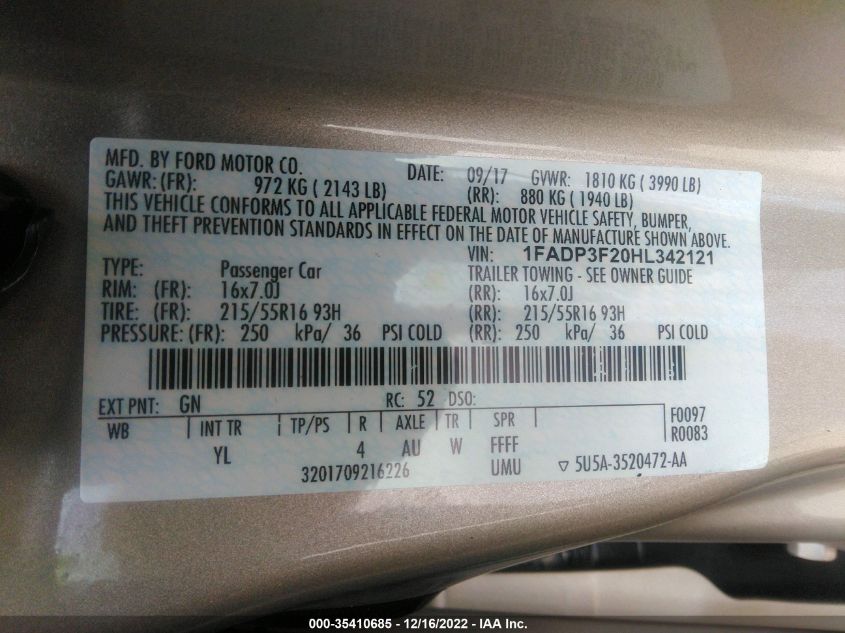 MFD. BY FORD MOTOR CO. DATE: 09/17 GVWR: 1810 KG ( 3990 LB)
GAWR: (FR): 972 KG ( 2143 LB) (RR): 880 KG ( 1940 LB)
THIS VEHICLE CONFORMS TO ALL APPLICABLE FEDERAL MOTOR VEHICLE SAFETY, BUMPER,
AND THEFT PREVENTION STANDARDS IN EFFECT ON THE DATE OF MANUFACTURE SHOWN ABOVE.
VIN: 1FADP3F20HL342121
TYPE: Passenger Car TRAILER TOWING - SEE OWNER GUIDE
RIM: (FR): 16x7.0J (RR): 16x7.0J
TIRE: (FR): 215/55R16 93H (RR): 215/55R16 93H
PRESSURE: (FR): 250 kPa/ 36 PSI COLD (RR): 250 kPa/ 36 PSI COLD
EXT PNT: GN RC: 52 DSO:
WB INT TR TP/PS R AXLE TR SPR F0097
R0083
YL 4 AU W FFFF
3201709216226 UMU ▽ 5U5A-3520472-AA
000-35410685 - 12/16/2022 - IAA Inc.